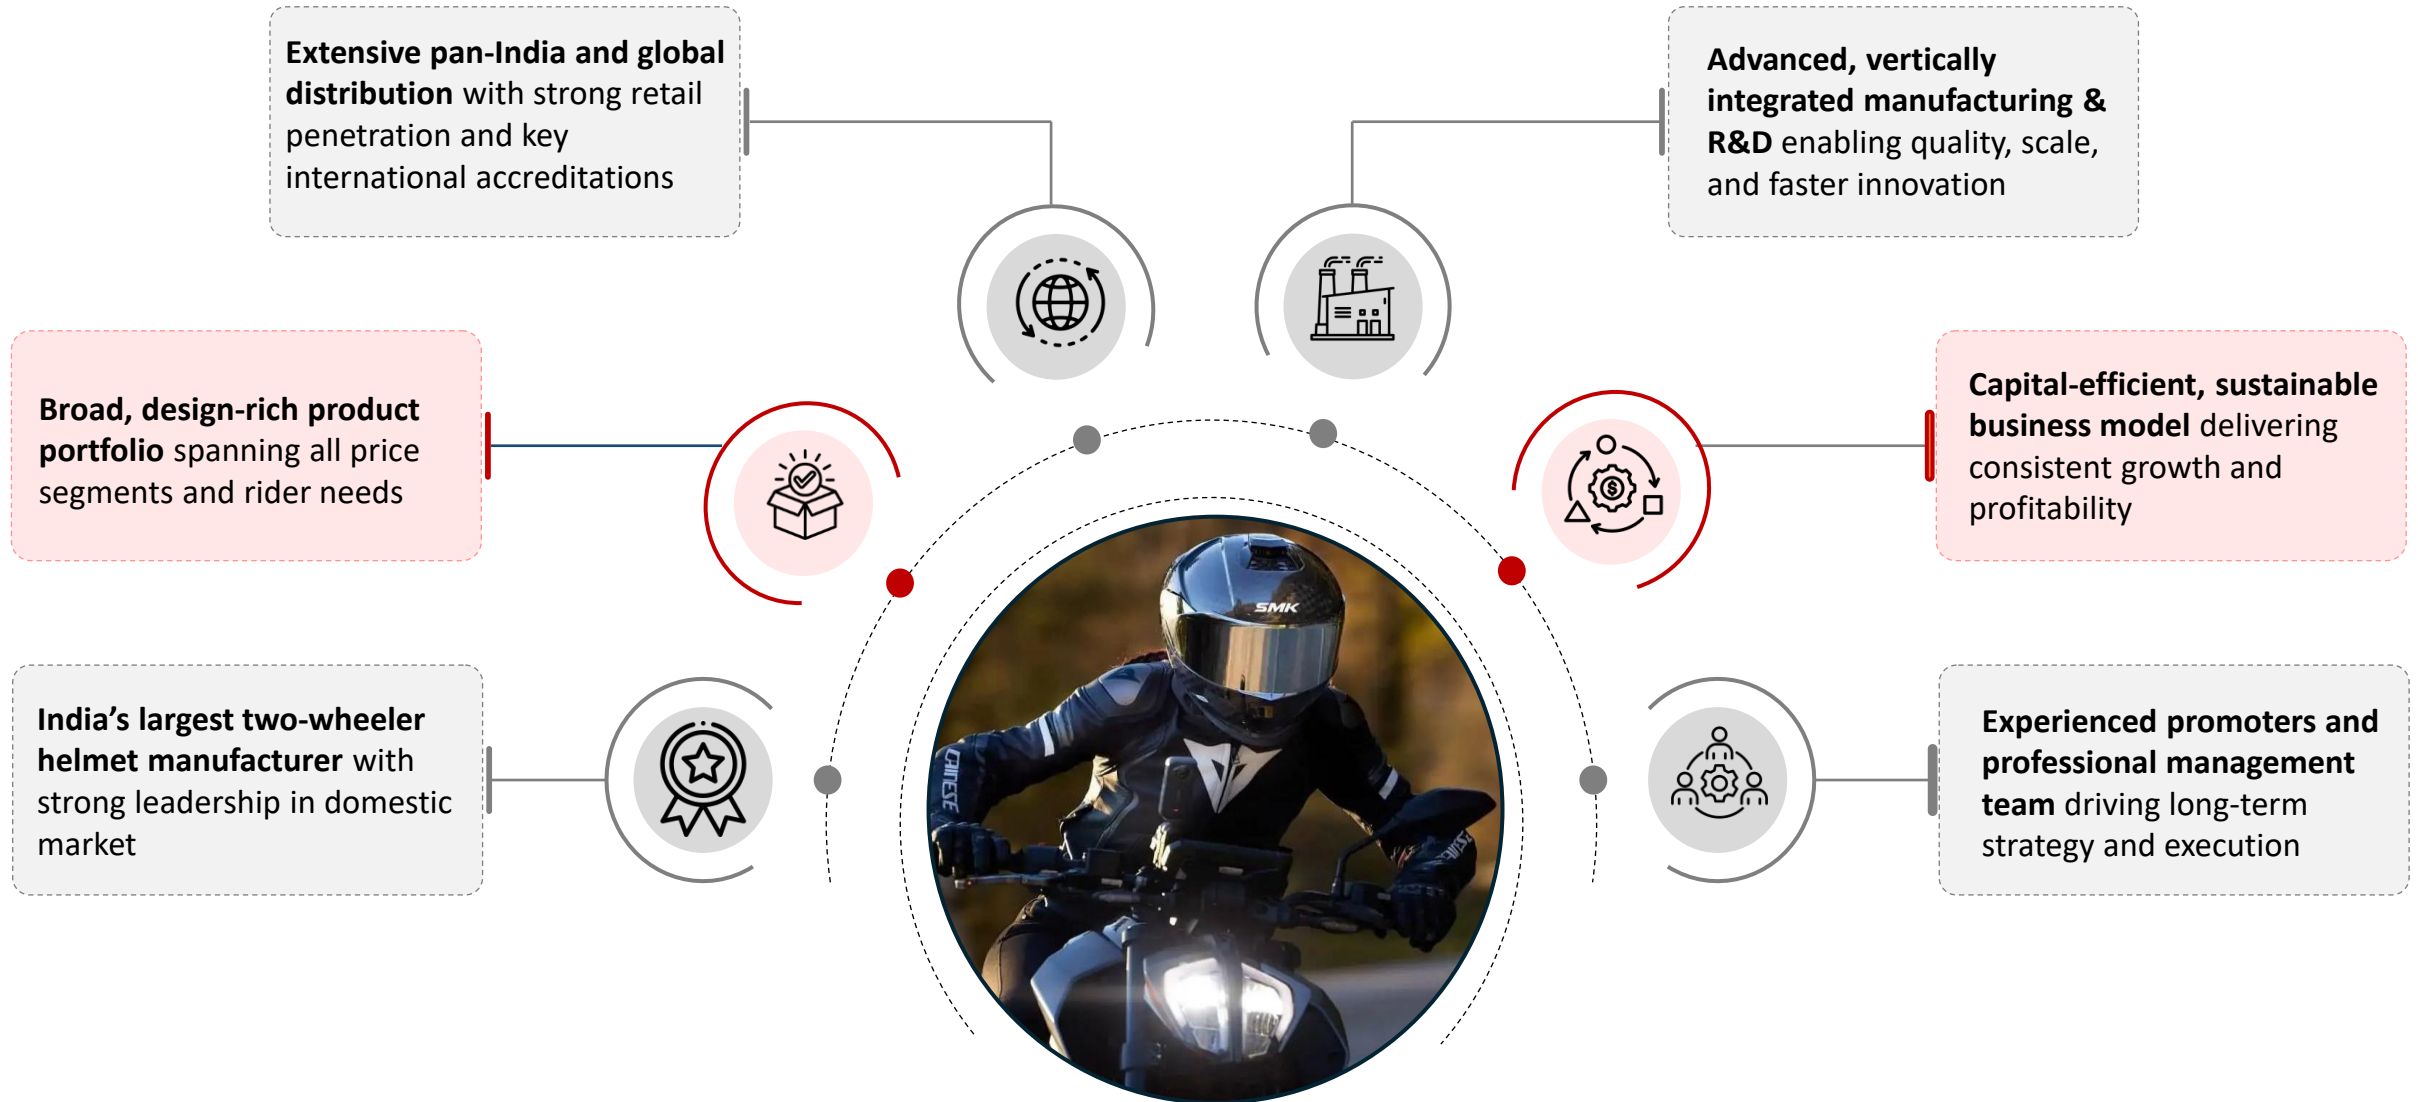 Extensive pan-India and global
distribution with strong retail
penetration and key
international accreditations
Advanced, vertically
integrated manufacturing &
R&D enabling quality, scale,
and faster innovation
Broad, design-rich product
portfolio spanning all price
segments and rider needs
Capital-efficient, sustainable
business model delivering
consistent growth and
profitability
India's largest two-wheeler
helmet manufacturer with
strong leadership in domestic
market
Experienced promoters and
professional management
team driving long-term
strategy and execution
SMK
DAINESE
$